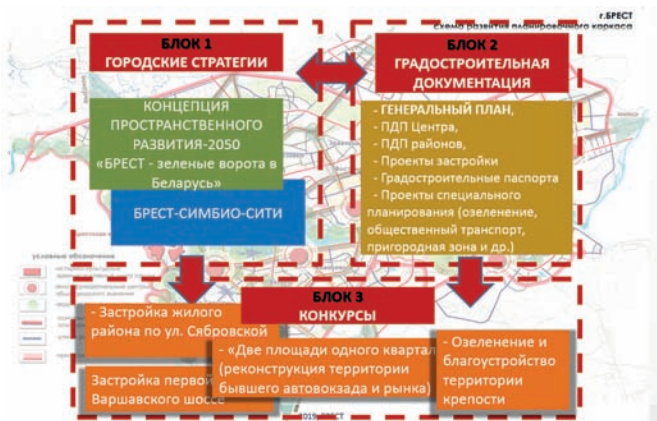 г.БРЕСТ
Схема развития планировочного каркаса
БЛОК 1
ГОРОДСКИЕ СТРАТЕГИИ
КОНЦЕПЦИЯ
ПРОСТРАНСТВЕННОГО
РАЗВИТИЯ-2050
«БРЕСТ - зеленые ворота в
Беларусь»
БРЕСТ-СИМБИО-СИТИ
БЛОК 2
ГРАДОСТРОИТЕЛЬНАЯ
ДОКУМЕНТАЦИЯ
- ГЕНЕРАЛЬНЫЙ ПЛАН,
- ПДП Центра,
- ПДП районов,
- Проекты застройки
- Градостроительные паспорта
- Проекты специального
планирования (озеленение,
общественный транспорт,
пригородная зона и др.)
условные обозначения
БЛОК 3
КОНКУРСЫ
- Застройка жилого
района по ул. Сябровской
Застройка первой
Варшавского шоссе
- «Две площади одного квартал
(реконструкция территории
бывшего автовокзала и рынка)
- Озеленение и
благоустройство
территории
крепости